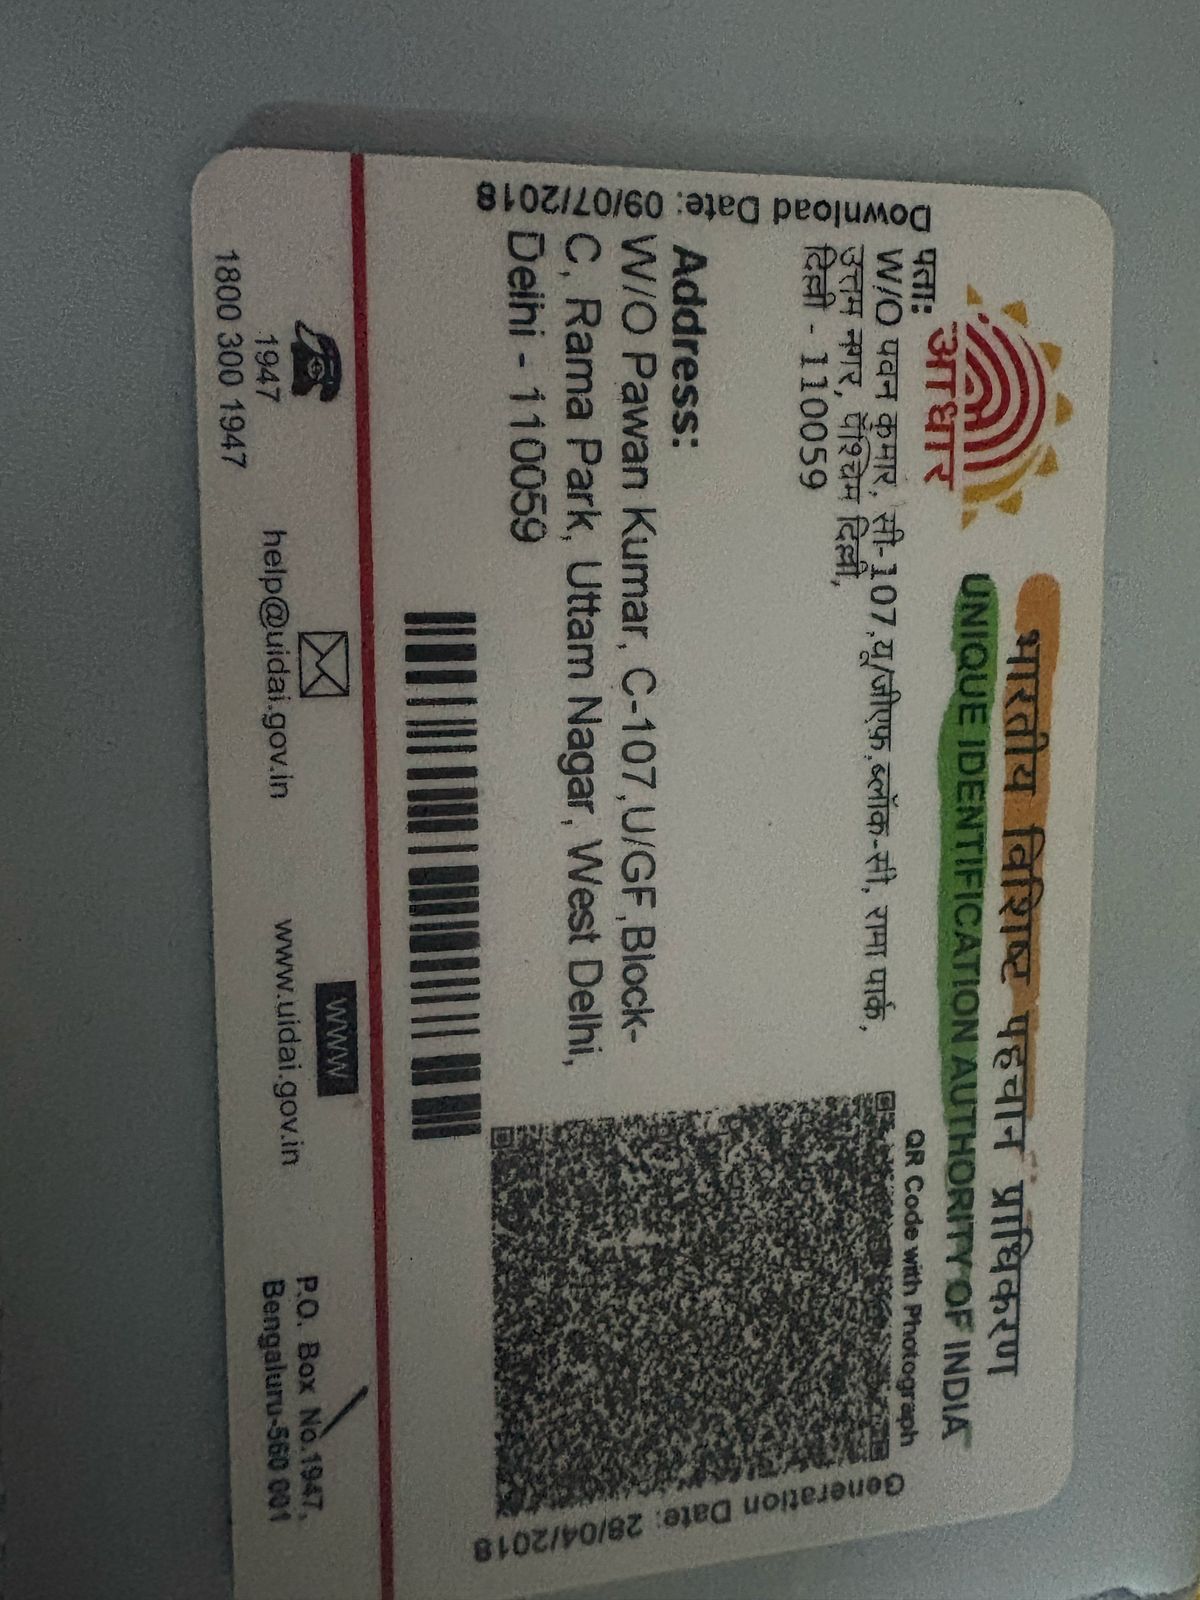 आधार
भारतीय विशिष्ट पहचान प्राधिकरण
UNIQUE IDENTIFICATION AUTHORITY OF INDIA
Download Date: 09/07/2018
पता:
W/O पवन कुमार, सी-107,यू/जीएफ,ब्लॉक-सी, रामा पार्क,
उत्तम नगर, पश्चिम दिल्ली,
दिल्ली - 110059
Address:
W/O Pawan Kumar, C-107,U/GF,Block-
C, Rama Park, Uttam Nagar, West Delhi,
Delhi - 110059
QR Code with Photograph
Generation Date: 28/04/2018
1947
1800 300 1947
help@uidai.gov.in
WWW
www.uidai.gov.in
P.O. Box No.1947,
Bengaluru-560 001